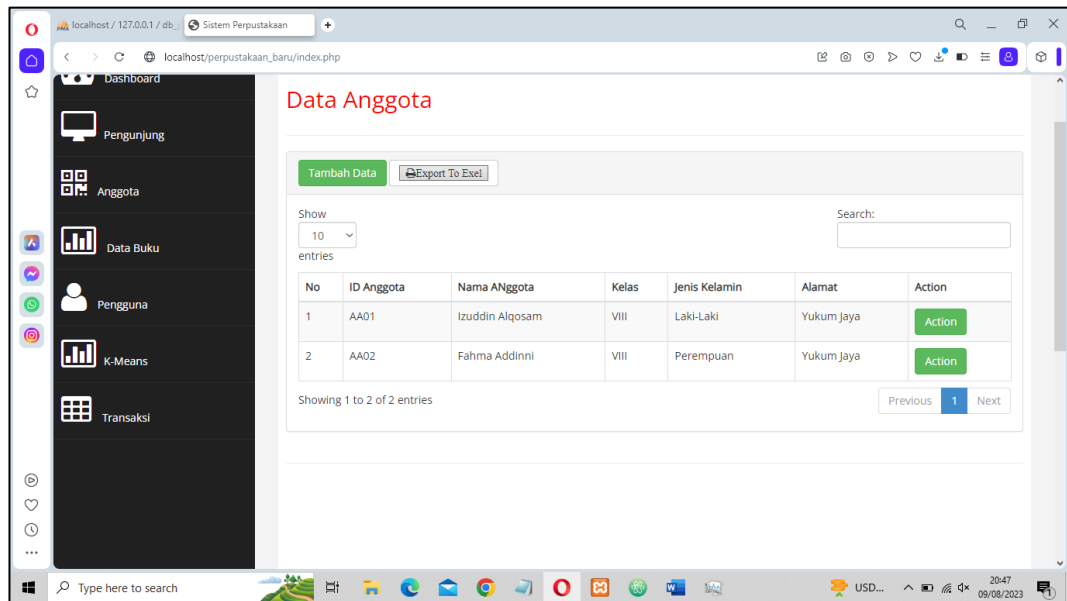 localhost / 127.0.0.1 / db_
Sistem Perpustakaan
localhost/perpustakaan_baru/index.php
Dashboard
Pengunjung
Anggota
Data Buku
Pengguna
K-Means
Transaksi
Data Anggota
Tambah Data
Export To Exel
Show
10
entries
Search:
No ID Anggota Nama ANggota Kelas Jenis Kelamin Alamat Action
1 AA01 Izuddin Alqosam VIII Laki-Laki Yukum Jaya Action
2 AA02 Fahma Addinni VIII Perempuan Yukum Jaya Action
Showing 1 to 2 of 2 entries
Previous 1 Next
Type here to search
USD...
20:47
09/08/2023